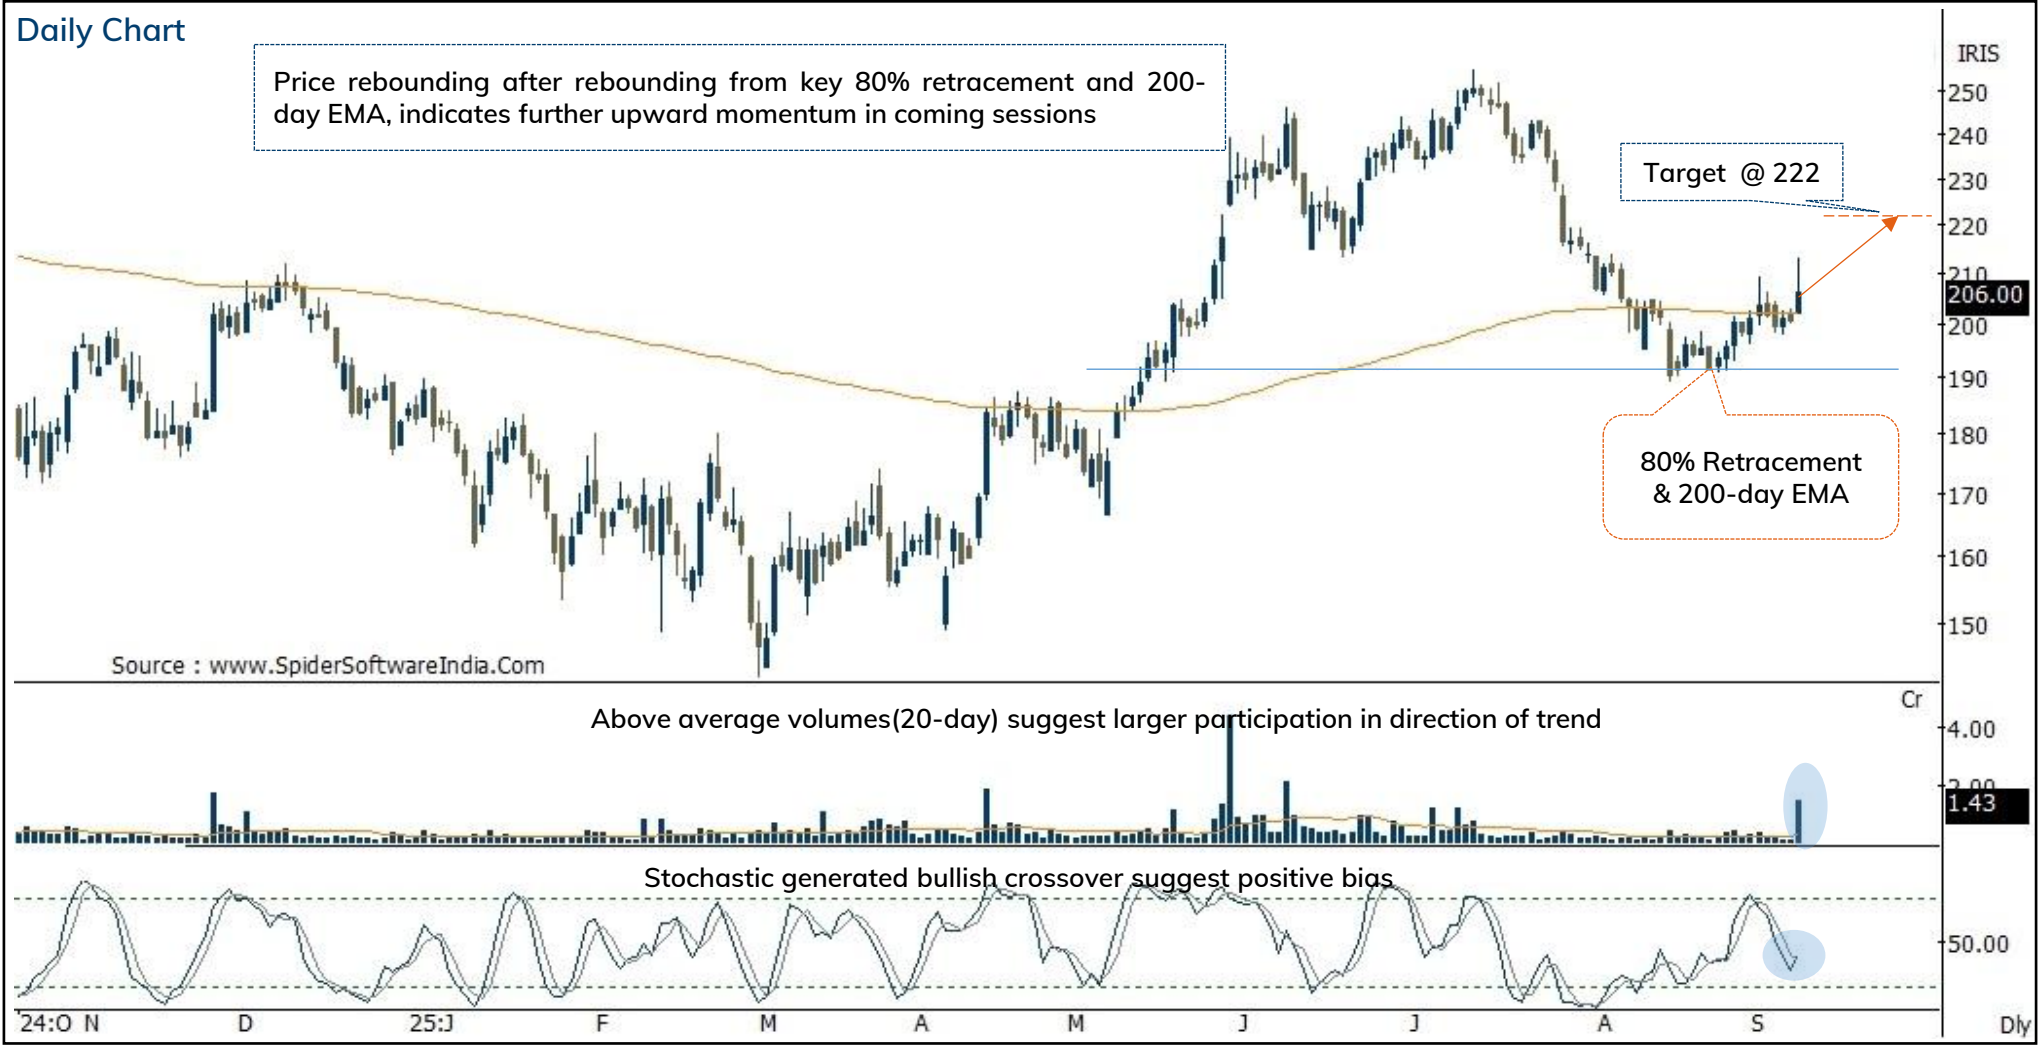 Daily Chart
IRIS
Price rebounding after rebounding from key 80% retracement and 200-
day EMA, indicates further upward momentum in coming sessions
250
240
Target @ 222
230
220
210
206.00
200
190
80% Retracement
& 200-day EMA
180
170
160
150
Source : www.SpiderSoftwareIndia.Com
Cr
Above average volumes(20-day) suggest larger participation in direction of trend
4.00
2.00
1.43
Stochastic generated bullish crossover suggest positive bias
50.00
24:O N D 25:J F M A M J J A S
Dly